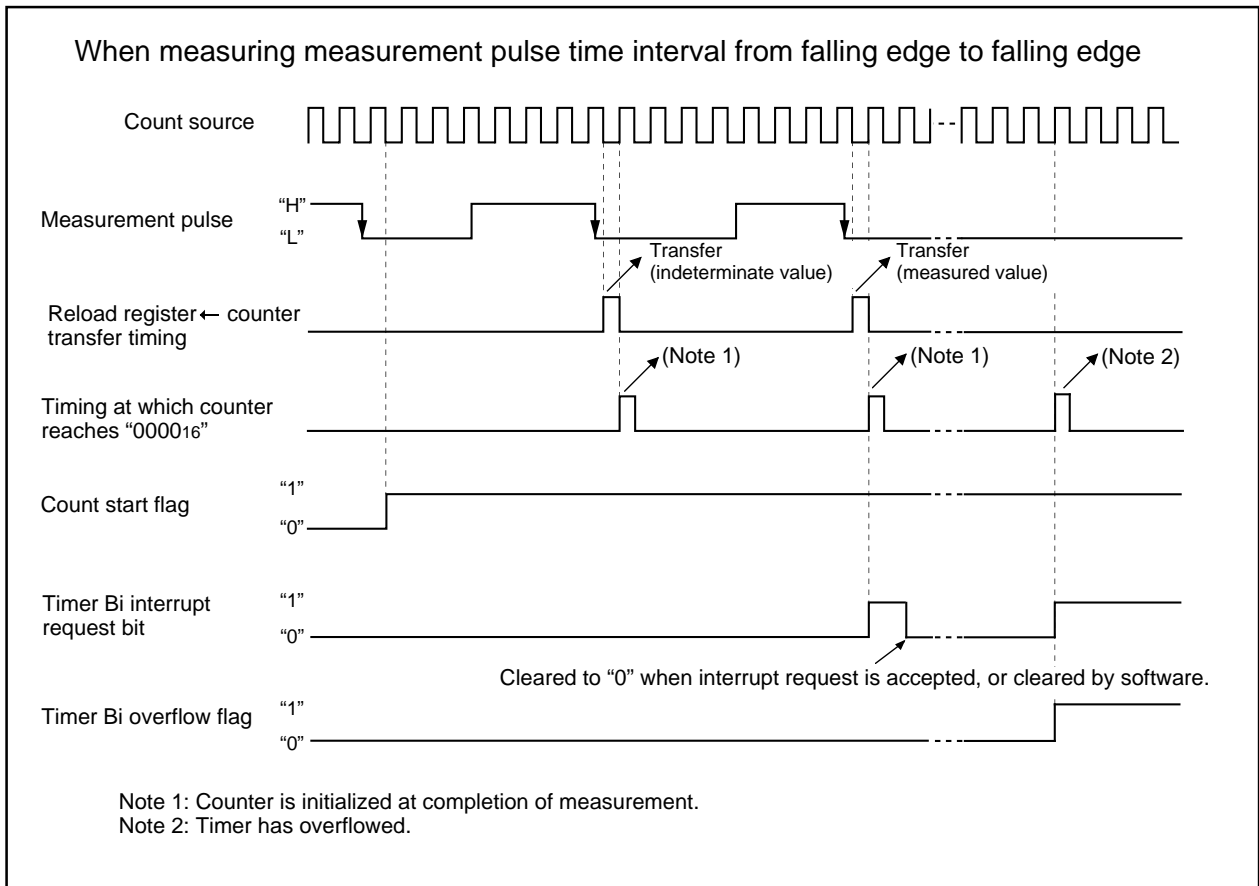 When measuring measurement pulse time interval from falling edge to falling edge
Count source
Measurement pulse
“H”
“L”
Transfer
(indeterminate value)
Transfer
(measured value)
Reload register ← counter
transfer timing
(Note 1)
(Note 1)
(Note 2)
Timing at which counter
reaches “000016”
Count start flag
“1”
“0”
Timer Bi interrupt
request bit
“1”
“0”
Cleared to “0” when interrupt request is accepted, or cleared by software.
Timer Bi overflow flag
“1”
“0”
Note 1: Counter is initialized at completion of measurement.
Note 2: Timer has overflowed.